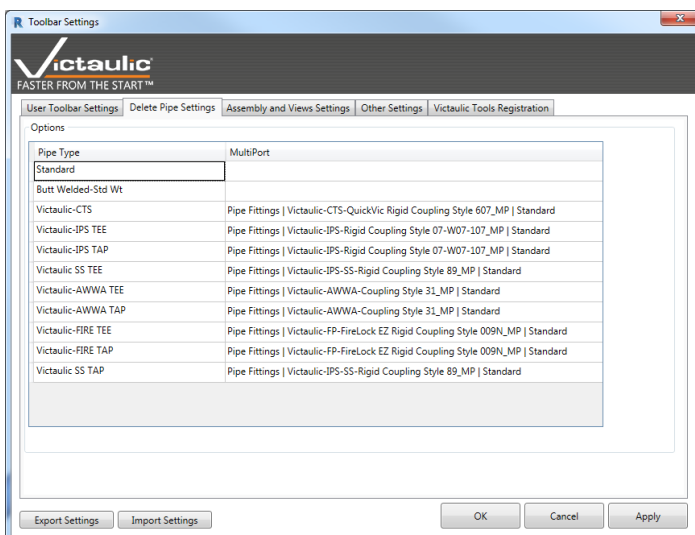 Toolbar Settings
Victaulic
FASTER FROM THE START™
User Toolbar Settings Delete Pipe Settings Assembly and Views Settings Other Settings Victaulic Tools Registration
Options
Pipe Type MultiPort
Standard
Butt Welded-Std Wt
Victaulic-CTS Pipe Fittings | Victaulic-CTS-QuickVic Rigid Coupling Style 607_MP | Standard
Victaulic-IPS TEE Pipe Fittings | Victaulic-IPS-Rigid Coupling Style 07-W07-107_MP | Standard
Victaulic-IPS TAP Pipe Fittings | Victaulic-IPS-Rigid Coupling Style 07-W07-107_MP | Standard
Victaulic SS TEE Pipe Fittings | Victaulic-IPS-SS-Rigid Coupling Style 89_MP | Standard
Victaulic-AWWA TEE Pipe Fittings | Victaulic-AWWA-Coupling Style 31_MP | Standard
Victaulic-AWWA TAP Pipe Fittings | Victaulic-AWWA-Coupling Style 31_MP | Standard
Victaulic-FIRE TEE Pipe Fittings | Victaulic-FP-FireLock EZ Rigid Coupling Style 009N_MP | Standard
Victaulic-FIRE TAP Pipe Fittings | Victaulic-FP-FireLock EZ Rigid Coupling Style 009N_MP | Standard
Victaulic SS TAP Pipe Fittings | Victaulic-IPS-SS-Rigid Coupling Style 89_MP | Standard
Export Settings Import Settings OK Cancel Apply